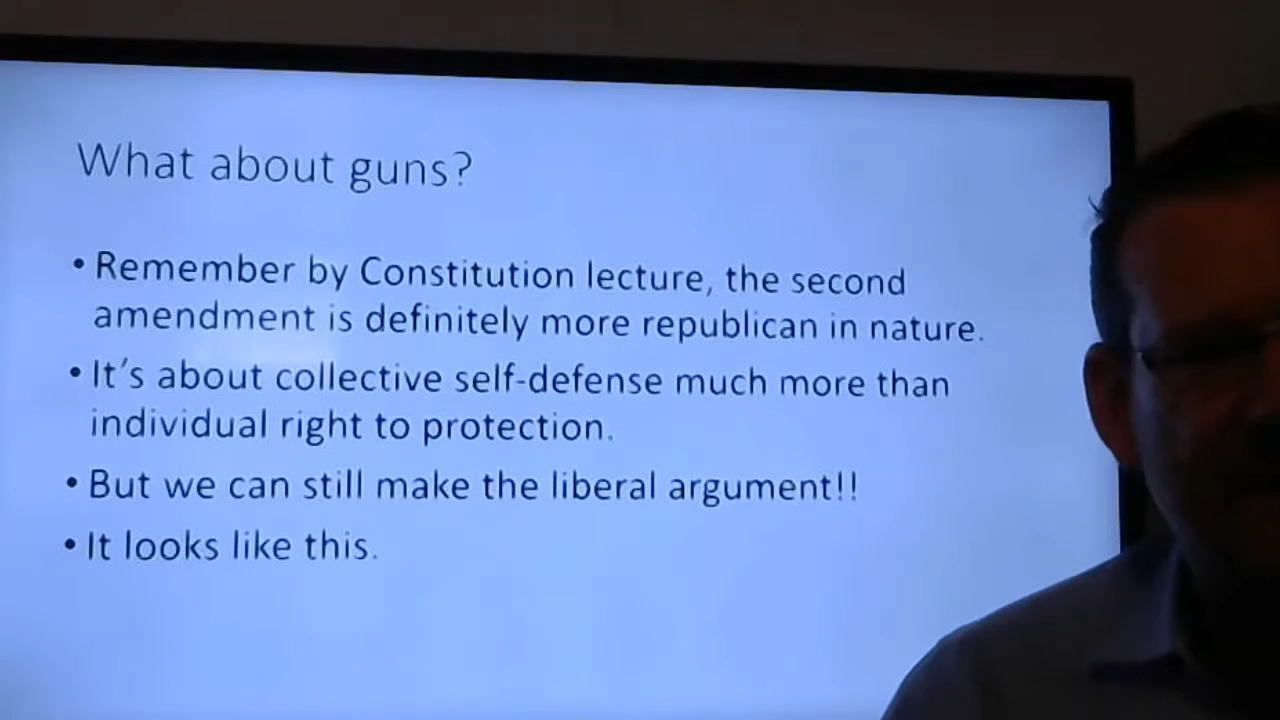 What about guns?
• Remember by Constitution lecture, the second
amendment is definitely more republican in nature.
• It's about collective self-defense much more than
individual right to protection.
• But we can still make the liberal argument!!
• It looks like this.